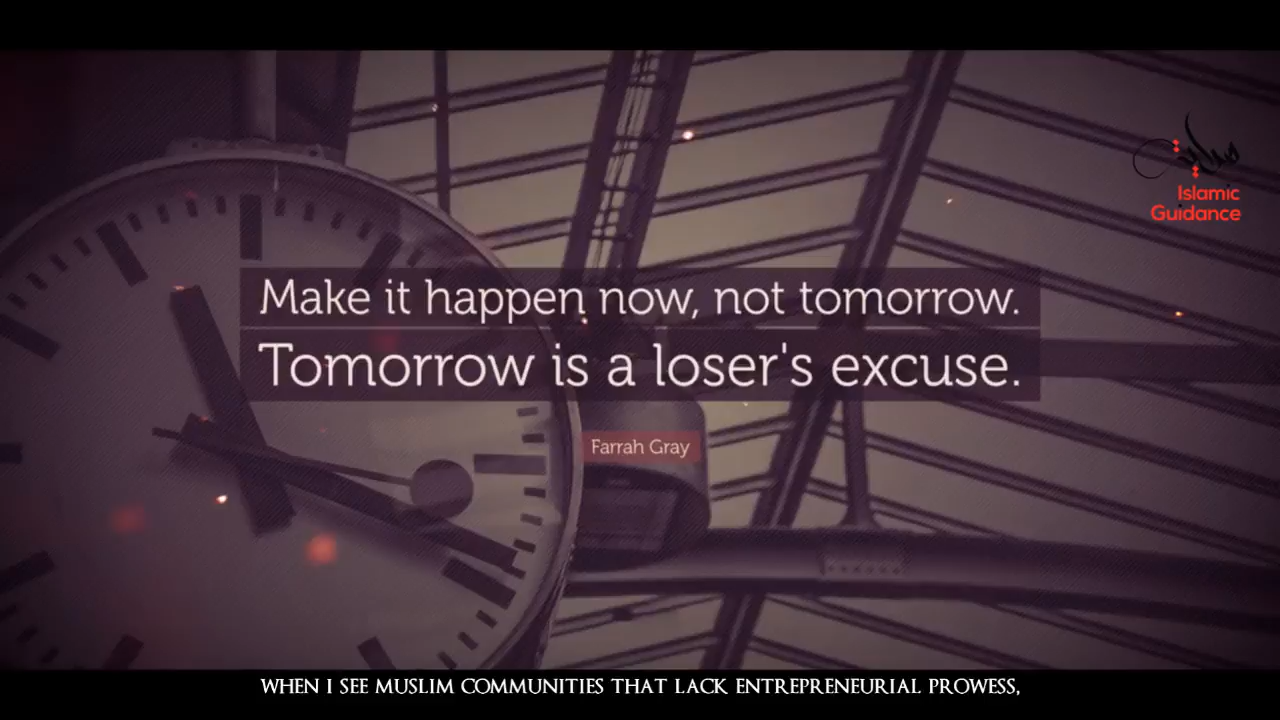 Islamic
Guidance
Make it happen now, not tomorrow.
Tomorrow is a loser's excuse.
Farrah Gray
WHEN I SEE MUSLIM COMMUNITIES THAT LACK ENTREPRENEURIAL PROWESS,